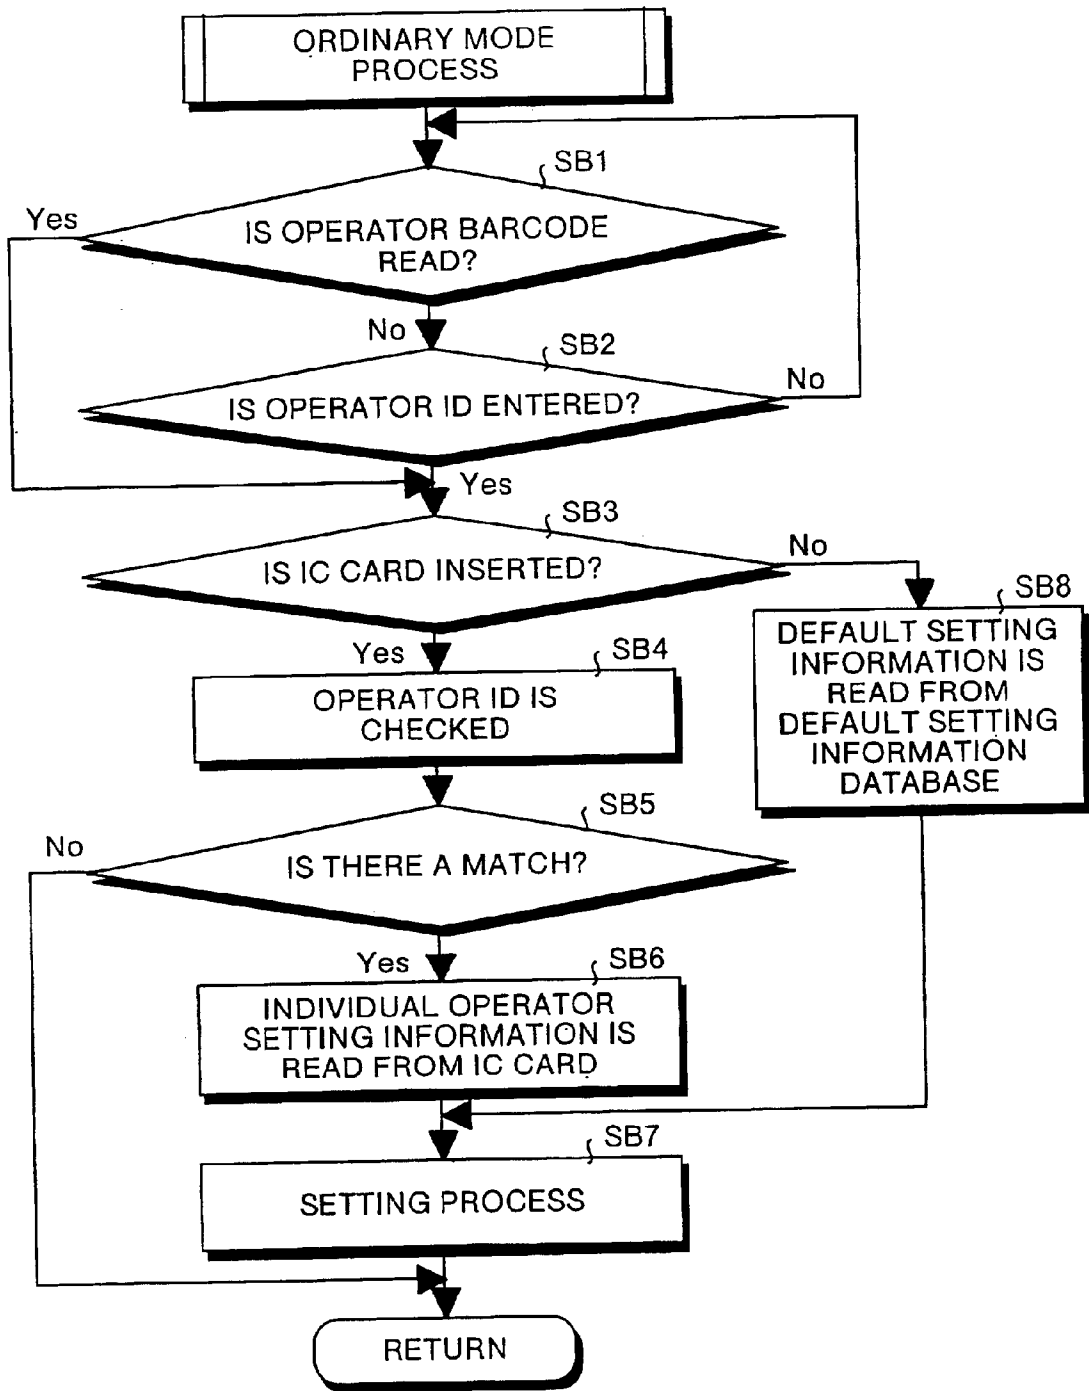 ORDINARY MODE
PROCESS
SB1
Yes
IS OPERATOR BARCODE
READ?
No
SB2
No
IS OPERATOR ID ENTERED?
Yes
SB3
No
IS IC CARD INSERTED?
SB8
DEFAULT SETTING
INFORMATION IS
READ FROM
DEFAULT SETTING
INFORMATION
DATABASE
Yes
SB4
OPERATOR ID IS
CHECKED
SB5
No
IS THERE A MATCH?
Yes
SB6
INDIVIDUAL OPERATOR
SETTING INFORMATION IS
READ FROM IC CARD
SB7
SETTING PROCESS
RETURN